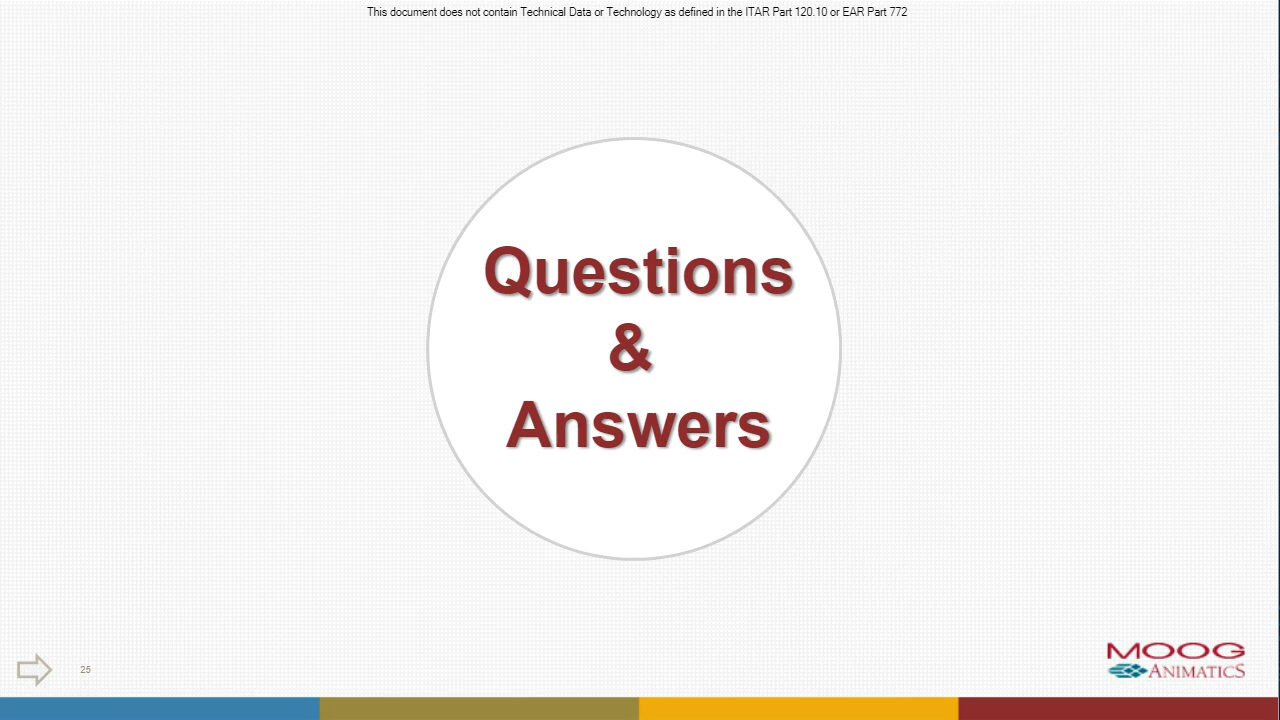 This document does not contain Technical Data or Technology as defined in the ITAR Part 120.10 or EAR Part 772
Questions
&
Answers
25
MOOG
ANIMATICS